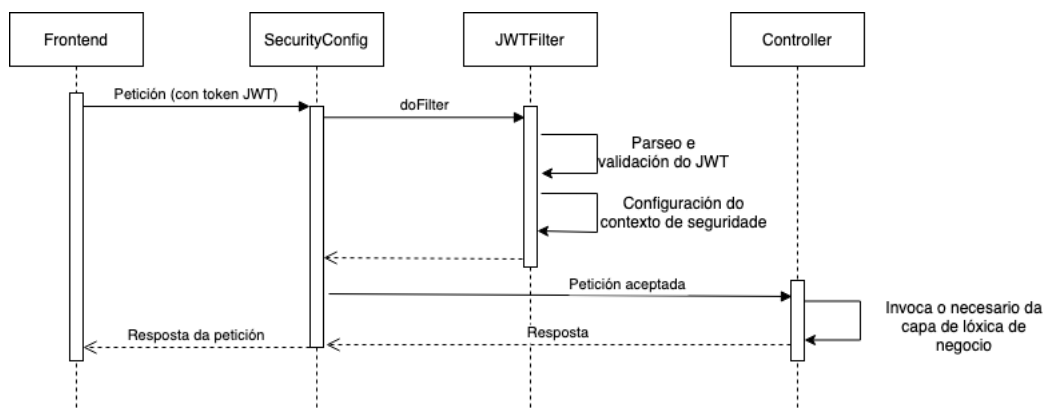 Frontend
SecurityConfig
JWTFilter
Controller
Petición (con token JWT)
doFilter
Parseo e
validación do JWT
Configuración do
contexto de seguridade
Petición aceptada
Invoca o necesario da
capa de lóxica de
negocio
Resposta
Resposta da petición